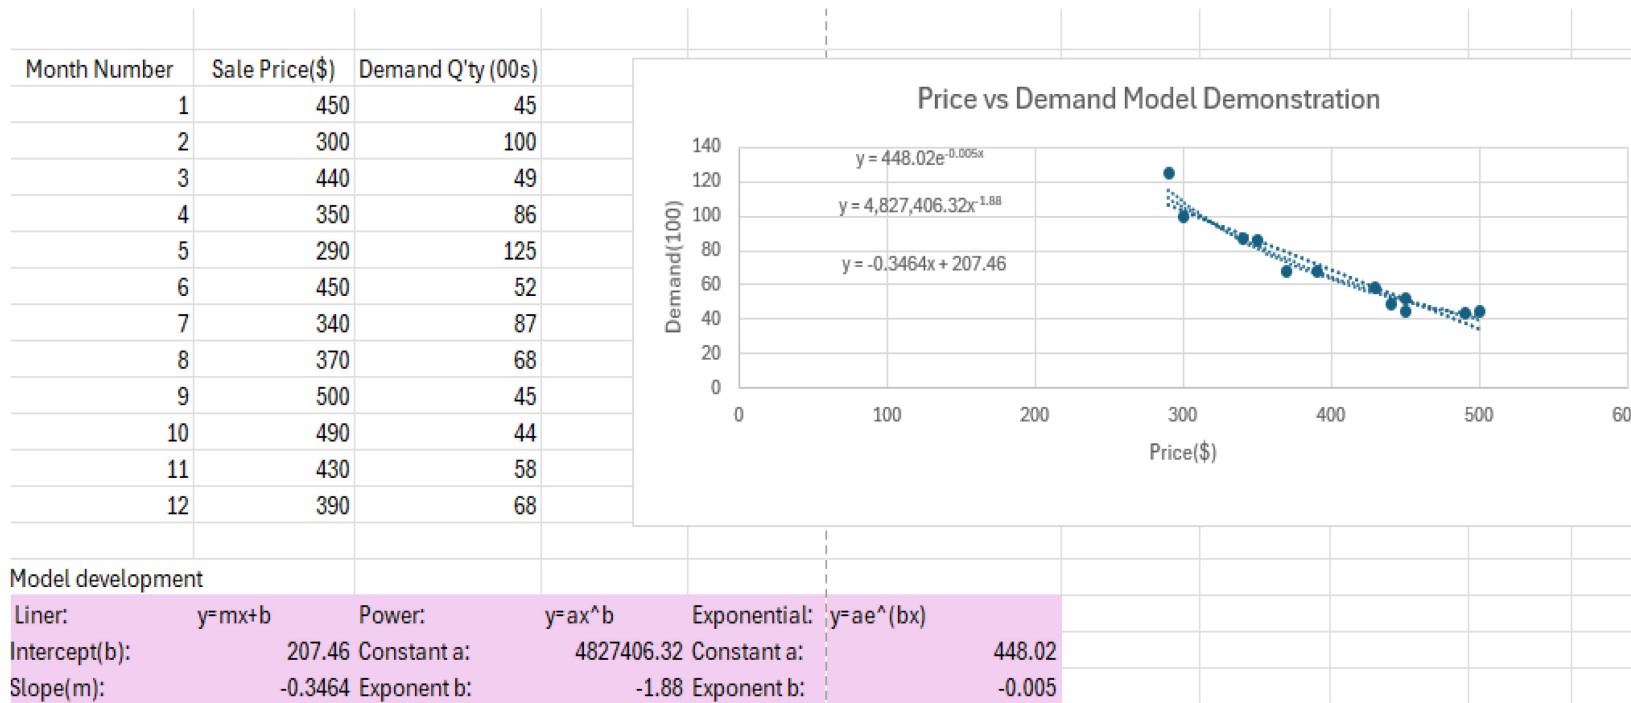 Month Number Sale Price($) Demand Q'ty (00s)
1 450 45
2 300 100
3 440 49
4 350 86
5 290 125
6 450 52
7 340 87
8 370 68
9 500 45
10 490 44
11 430 58
12 390 68
Price vs Demand Model Demonstration
y = 448.02e^-0.005x
y = 4,827,406.32x^-1.88
y = -0.3464x + 207.46
Demand(100)
140
120
100
80
60
40
20
0
0 100 200 300 400 500 60
Price($)
Model development
Liner: y=mx+b Power: y=ax^b Exponential: y=ae^(bx)
Intercept(b): 207.46 Constant a: 4827406.32 Constant a: 448.02
Slope(m): -0.3464 Exponent b: -1.88 Exponent b: -0.005